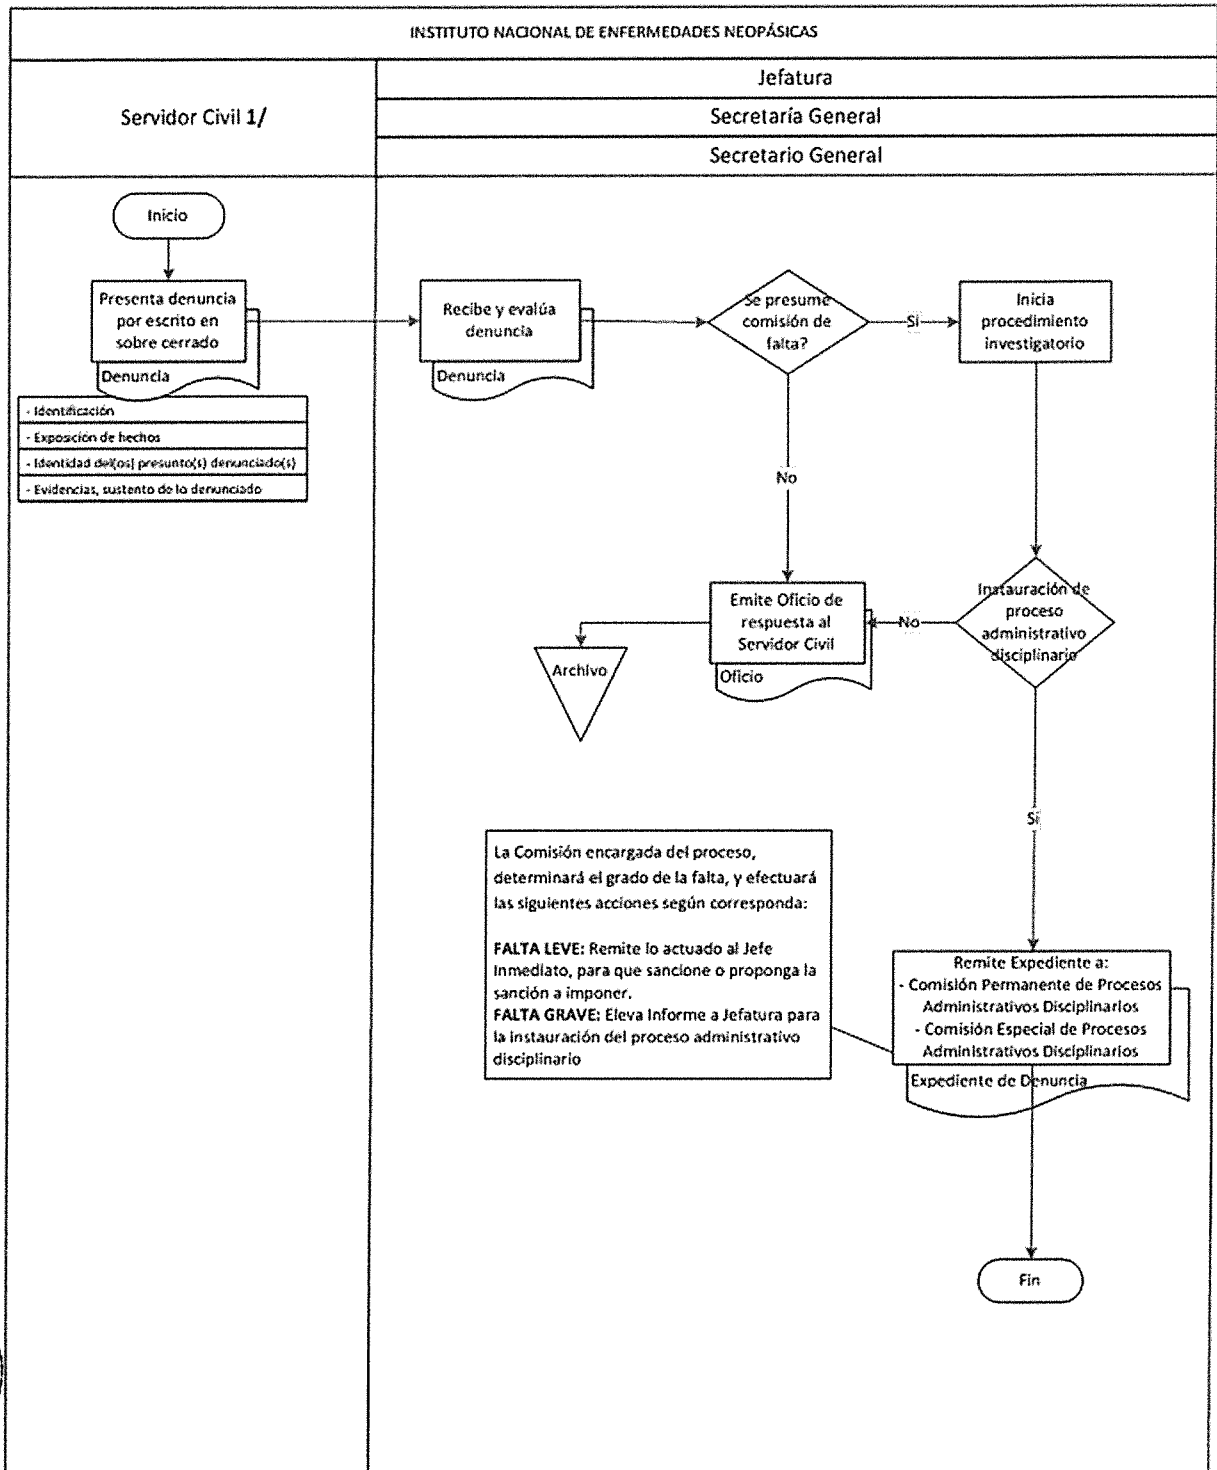 INSTITUTO NACIONAL DE ENFERMEDADES NEOPÁSICAS
Servidor Civil 1/
Jefatura
Secretaría General
Secretario General
Inicio
Presenta denuncia
por escrito en
sobre cerrado
Denuncia
- Identificación
- Exposición de hechos
- Identidad del(os) presunto(s) denunciado(s)
- Evidencias, sustento de lo denunciado
Recibe y evalúa
denuncia
Denuncia
Se presume
comisión de
falta?
Si
Inicia
procedimiento
investigatorio
No
Instauración de
proceso
administrativo
disciplinario
No
Emite Oficio de
respuesta al
Servidor Civil
Oficio
Archivo
Si
La Comisión encargada del proceso,
determinará el grado de la falta, y efectuará
las siguientes acciones según corresponda:
FALTA LEVE: Remite lo actuado al Jefe
Inmediato, para que sancione o proponga la
sanción a imponer.
FALTA GRAVE: Eleva Informe a Jefatura para
la instauración del proceso administrativo
disciplinario
Remite Expediente a:
- Comisión Permanente de Procesos
Administrativos Disciplinarios
- Comisión Especial de Procesos
Administrativos Disciplinarios
Expediente de Denuncia
Fin